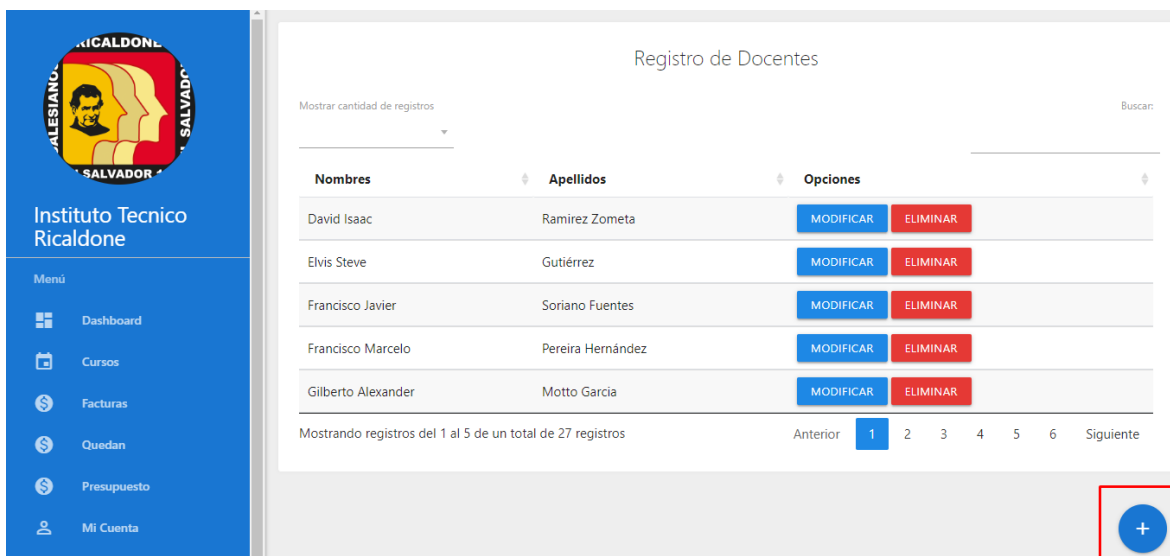 RICALDONE
SALESIANO
SALVADOR
SALVADOR 1
Instituto Tecnico
Ricaldone
Menú
Dashboard
Cursos
Facturas
Quedan
Presupuesto
Mi Cuenta
Registro de Docentes
Mostrar cantidad de registros
Buscar:
Nombres Apellidos Opciones
David Isaac Ramirez Zometa MODIFICAR ELIMINAR
Elvis Steve Gutiérrez MODIFICAR ELIMINAR
Francisco Javier Soriano Fuentes MODIFICAR ELIMINAR
Francisco Marcelo Pereira Hernández MODIFICAR ELIMINAR
Gilberto Alexander Motto Garcia MODIFICAR ELIMINAR
Mostrando registros del 1 al 5 de un total de 27 registros Anterior 1 2 3 4 5 6 Siguiente
+